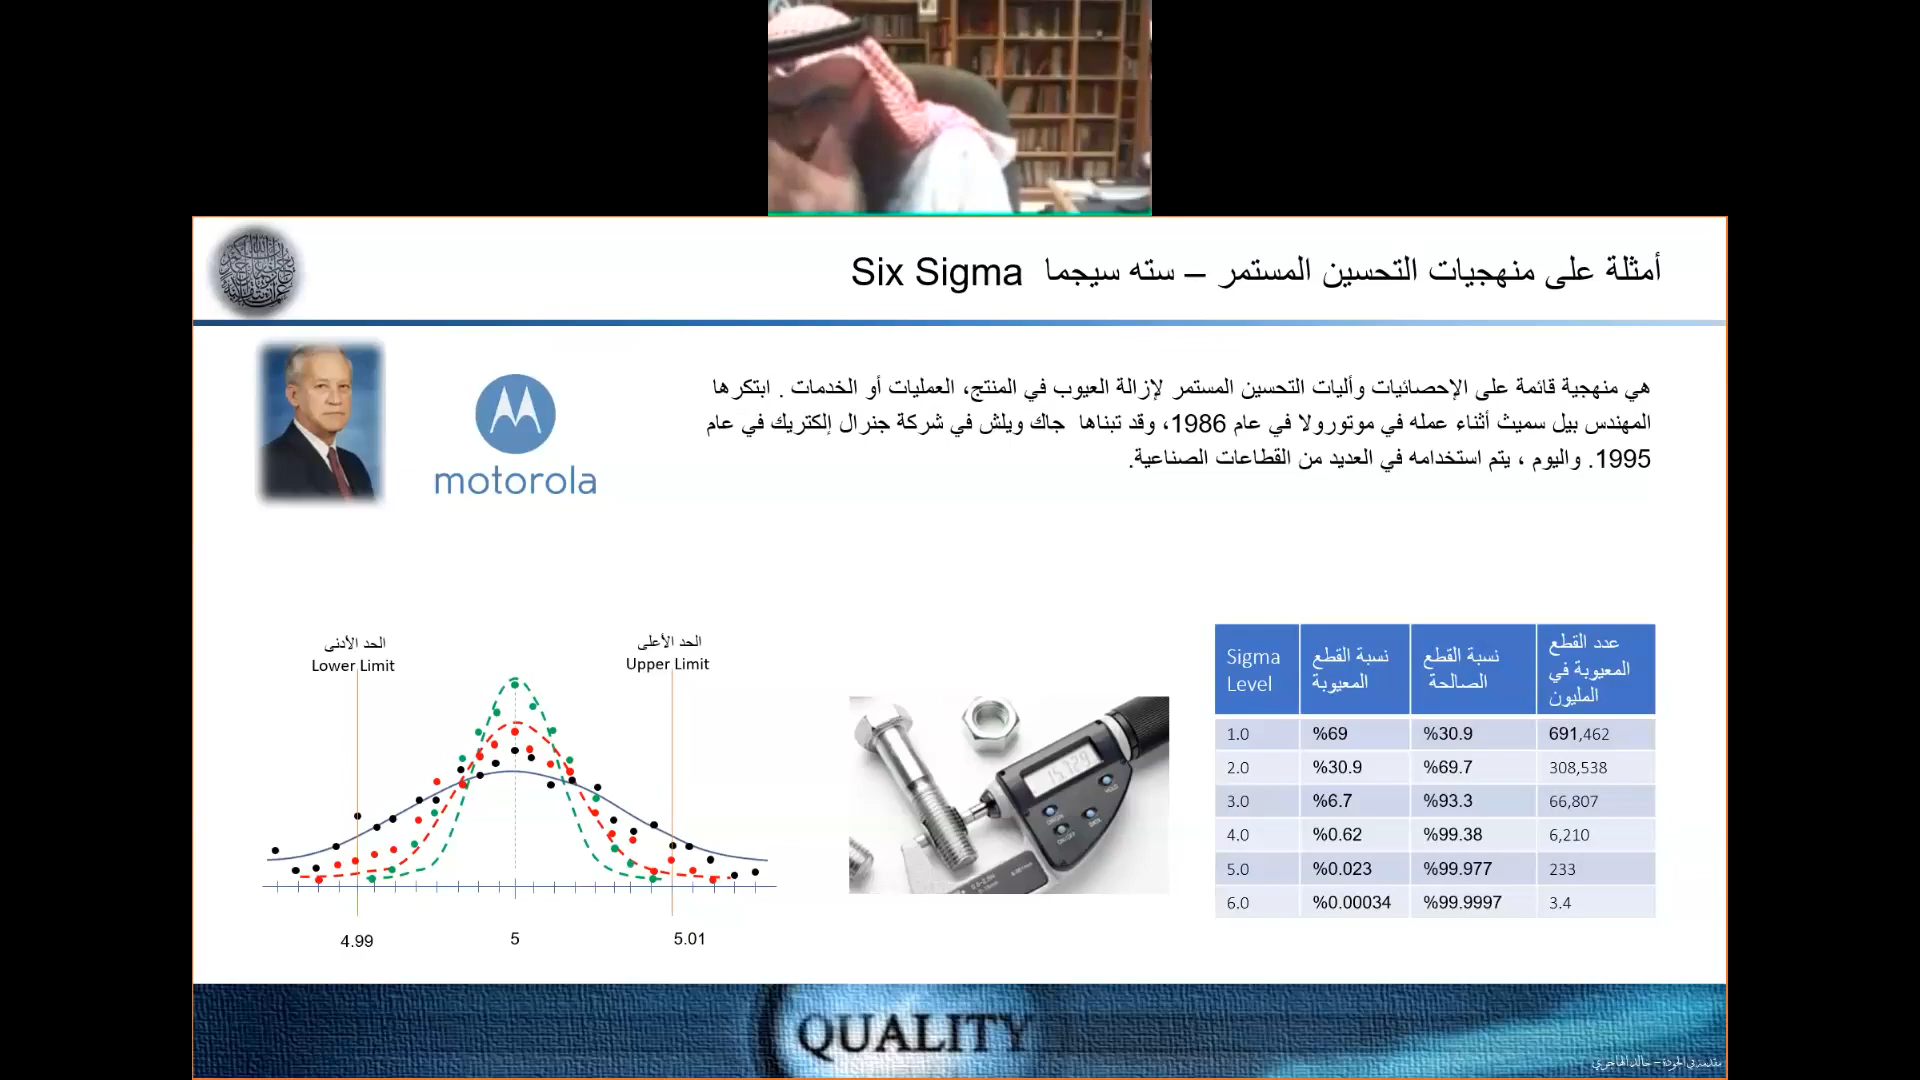 أمثلة على منهجيات التحسين المستمر – سته سيجما Six Sigma
هي منهجية قائمة على الإحصائيات وأليات التحسين المستمر لإزالة العيوب في المنتج، العمليات أو الخدمات . ابتكرها
المهندس بيل سميث أثناء عمله في موتورولا في عام 1986، وقد تبناها جاك ويلش في شركة جنرال إلكتريك في عام
1995. واليوم ، يتم استخدامه في العديد من القطاعات الصناعية.
motorola
الحد الأدنى
Lower Limit
الحد الأعلى
Upper Limit
4.99
5
5.01
Sigma Level نسبة القطع المعيوبة نسبة القطع الصالحة عدد القطع المعيوبة في المليون
1.0 %69 %30.9 691,462
2.0 %30.9 %69.7 308,538
3.0 %6.7 %93.3 66,807
4.0 %0.62 %99.38 6,210
5.0 %0.023 %99.977 233
6.0 %0.00034 %99.9997 3.4
QUALITY
مقدمة في الجودة – خالد الهاجري